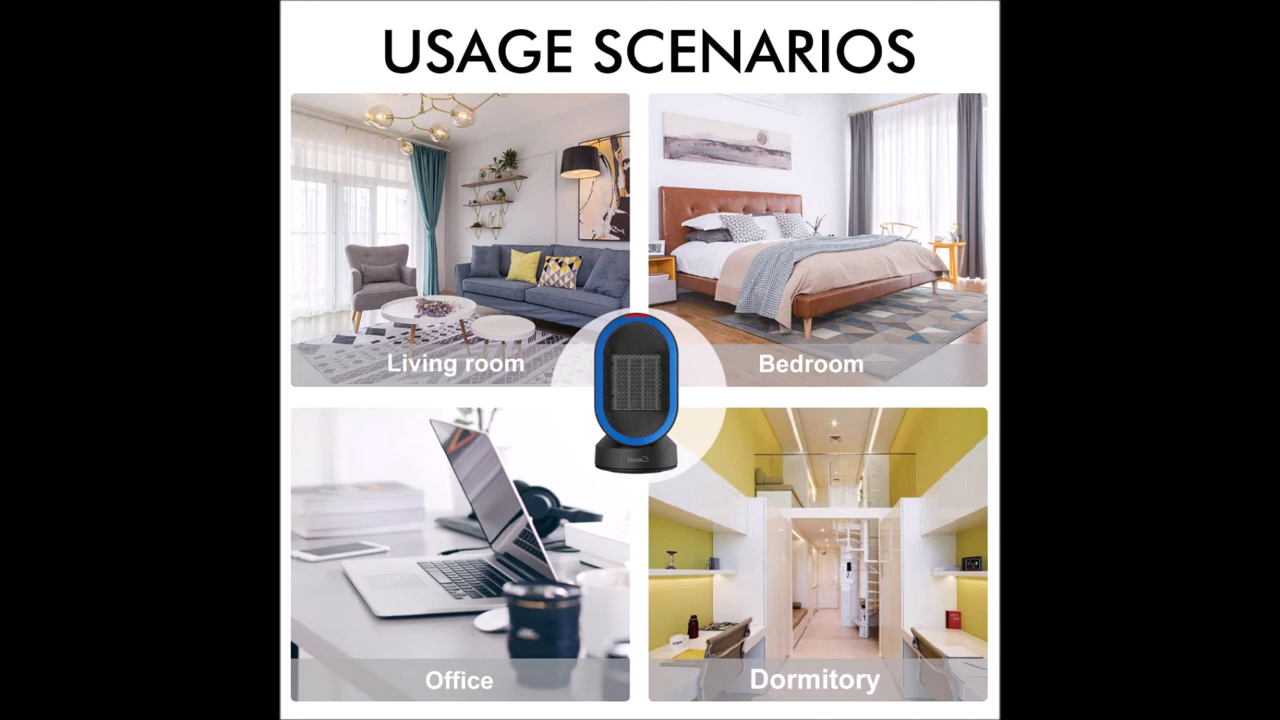 USAGE SCENARIOS
Living room
Bedroom
Office
Dormitory